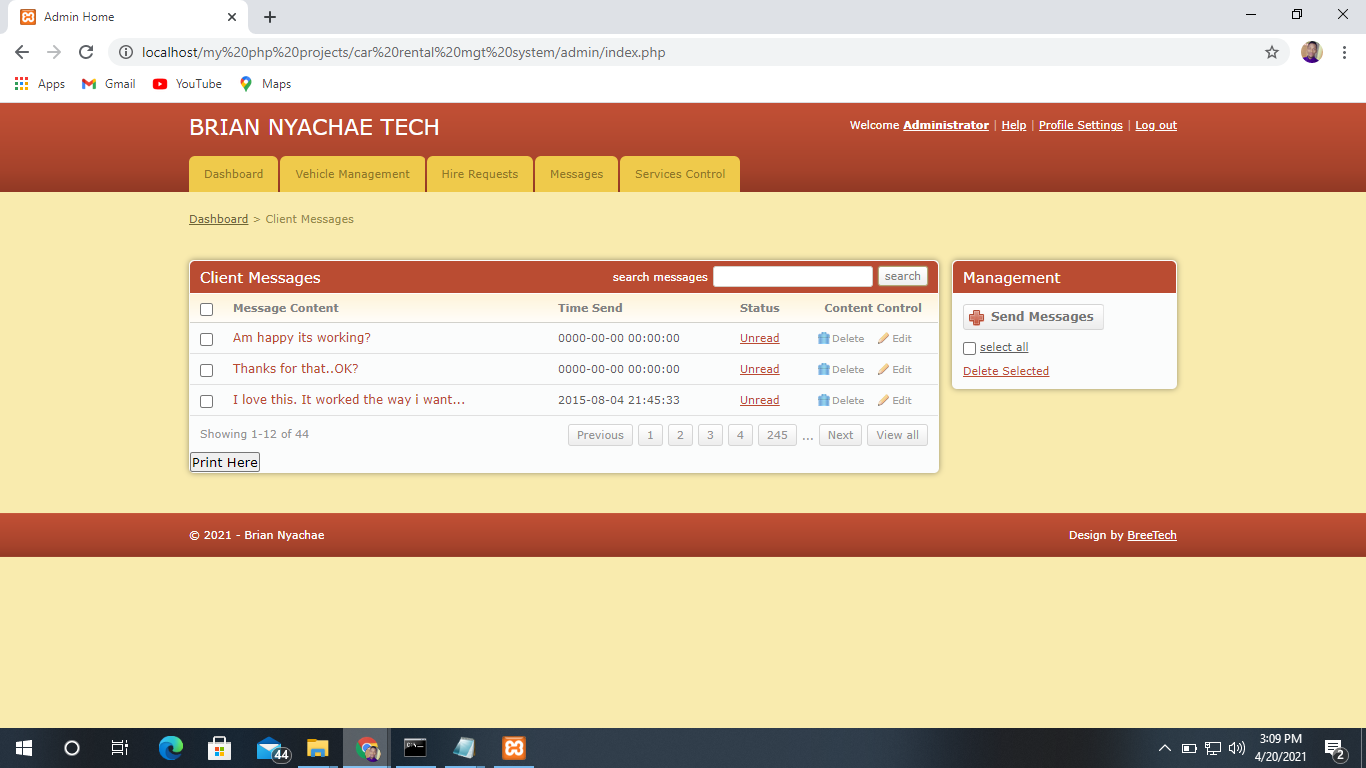 Admin Home
localhost/my%20php%20projects/car%20rental%20mgt%20system/admin/index.php
Apps Gmail YouTube Maps
BRIAN NYACHAE TECH
Welcome Administrator | Help | Profile Settings | Log out
Dashboard Vehicle Management Hire Requests Messages Services Control
Dashboard > Client Messages
Client Messages search messages search
Message Content Time Send Status Content Control
Am happy its working? 0000-00-00 00:00:00 Unread Delete Edit
Thanks for that..OK? 0000-00-00 00:00:00 Unread Delete Edit
I love this. It worked the way i want... 2015-08-04 21:45:33 Unread Delete Edit
Showing 1-12 of 44 Previous 1 2 3 4 245 ... Next View all
Print Here
Management
Send Messages
select all
Delete Selected
© 2021 - Brian Nyachae Design by BreeTech
44
3:09 PM
4/20/2021
2